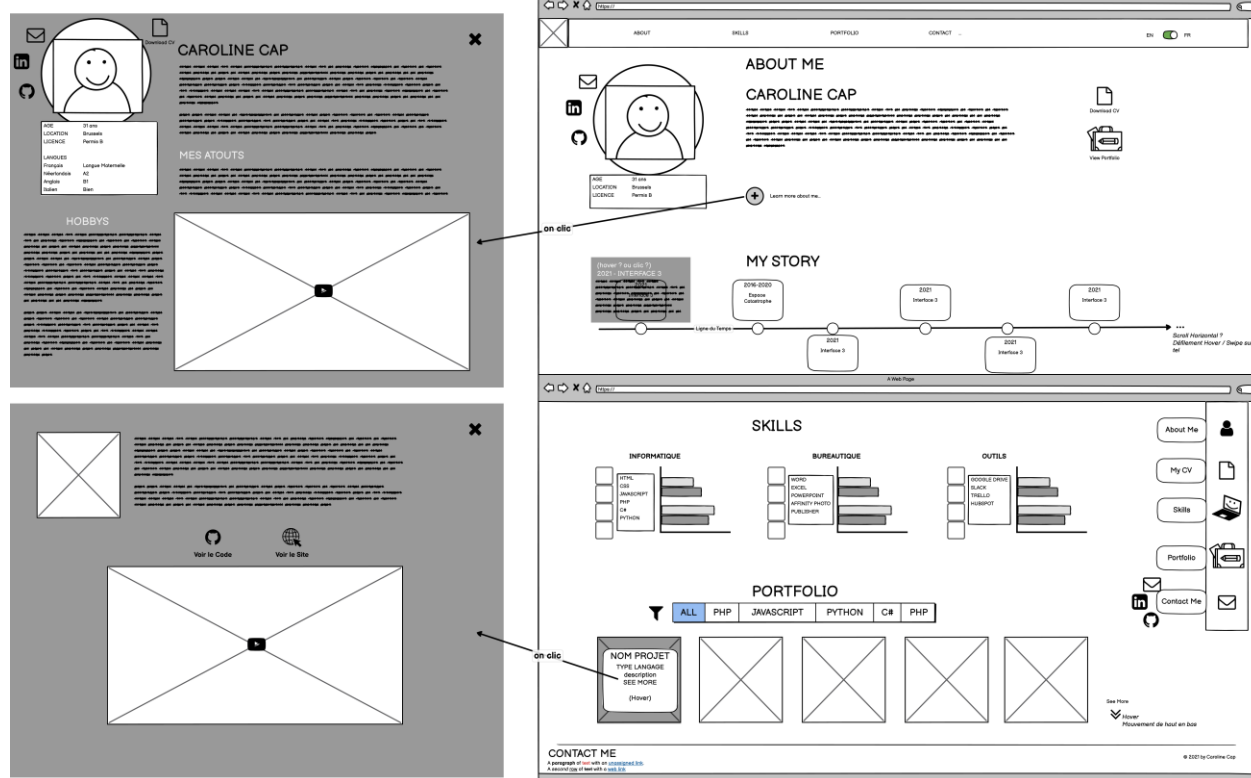 Download CV
CAROLINE CAP
AGE 31 ans
LOCATION Brussels
LICENCE Permis B
LANGUES
Français Langue Maternelle
Néerlandais A2
Anglais B1
Italien Bien
MES ATOUTS
HOBBYS
https://
ABOUT SKILLS PORTFOLIO CONTACT EN FR
ABOUT ME
CAROLINE CAP
Download CV
View Portfolio
AGE 31 ans
LOCATION Brussels
LICENCE Permis B
Learn more about me..
on clic
MY STORY
(hover ? ou clic ?)
2021 - INTERFACE 3
2016-2020
Espace
Catastrophe
2021
Interface 3
2021
Interface 3
Ligne du Temps
2021
Interface 3
2021
Interface 3
...
Scroll Horizontal ?
Défilement Hover / Swipe su
tel
A Web Page
https://
Voir le Code
Voir le Site
on clic
SKILLS
INFORMATIQUE
HTML
CSS
JAVASCRIPT
PHP
C#
PYTHON
BUREAUTIQUE
WORD
EXCEL
POWERPOINT
AFFINITY PHOTO
PUBLISHER
OUTILS
GOOGLE DRIVE
SLACK
TRELLO
HUBSPOT
About Me
My CV
Skills
Portfolio
Contact Me
PORTFOLIO
ALL PHP JAVASCRIPT PYTHON C# PHP
NOM PROJET
TYPE LANGAGE
description
SEE MORE
(Hover)
See More
Hover
Mouvement de haut en bas
CONTACT ME
A paragraph of text with an unassigned link.
A second row of text with a web link
© 2021 by Caroline Cap